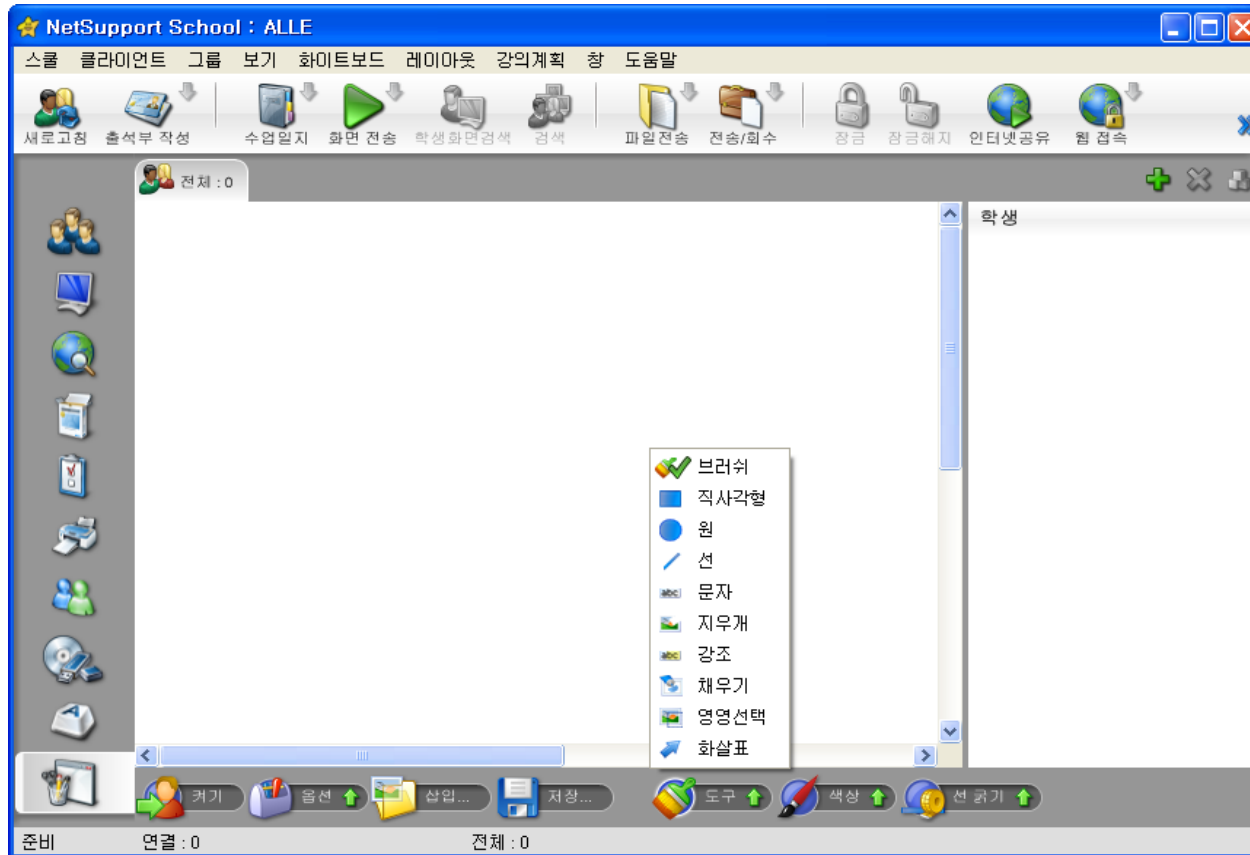 NetSupport School : ALLE
스쿨 클라이언트 그룹 보기 화이트보드 레이아웃 강의계획 창 도움말
새로고침 출석부 작성 수업일지 화면 전송 학생화면검색 검색 파일전송 전송/회수 잠금 잠금해지 인터넷공유 웹 접속
전체 : 0
학생
브러쉬
직사각형
원
선
abc 문자
지우개
abc 강조
채우기
영영선택
화살표
켜기 옵션 삽입... 저장... 도구 색상 선 굵기
준비 연결 : 0 전체 : 0